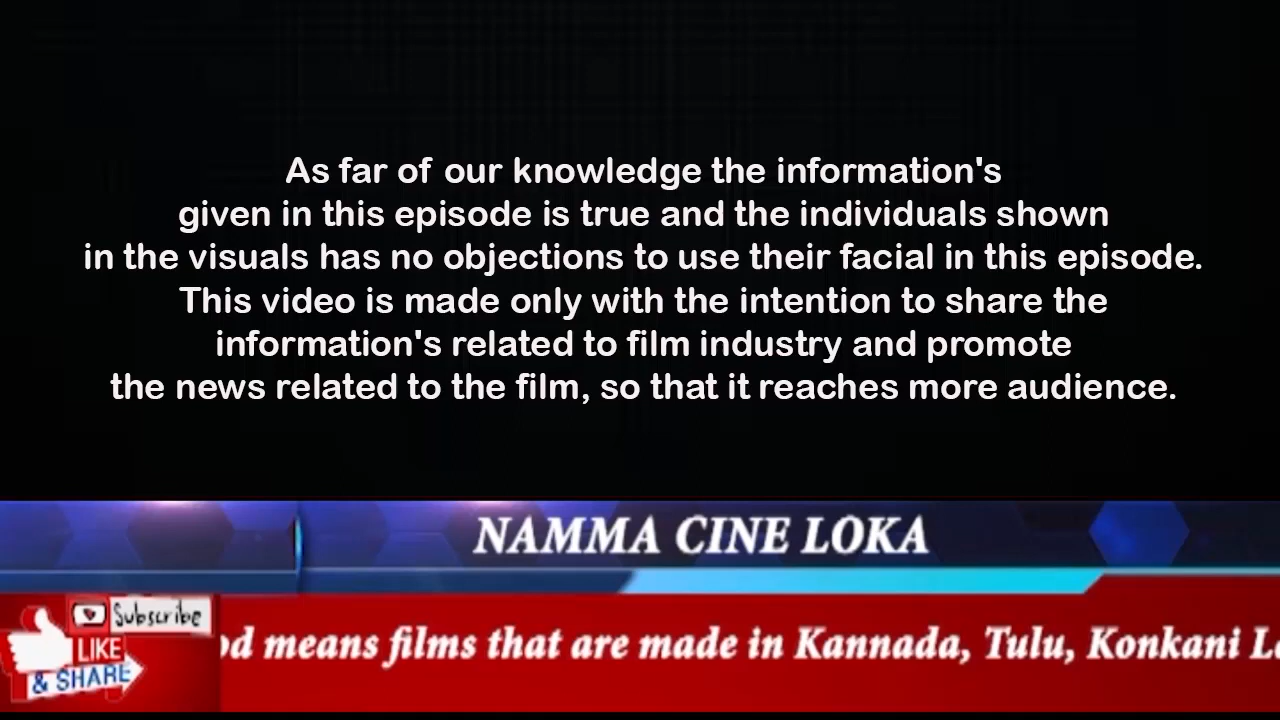 As far of our knowledge the information's
given in this episode is true and the individuals shown
in the visuals has no objections to use their facial in this episode.
This video is made only with the intention to share the
information's related to film industry and promote
the news related to the film, so that it reaches more audience.
NAMMA CINE LOKA
Subscribe
LIKE
& SHARE
means films that are made in Kannada, Tulu, Konkani